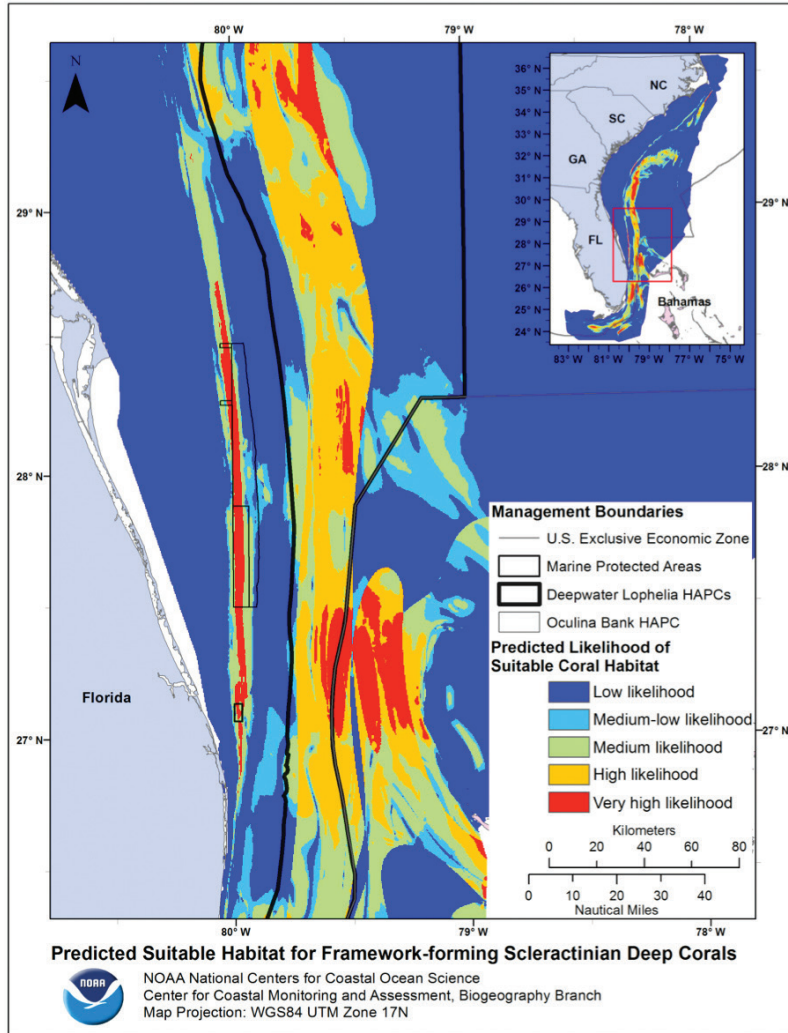 80° W
79° W
78° W
N
36° N
35° N
34° N
33° N
32° N
31° N
30° N
29° N
28° N
27° N
26° N
25° N
24° N
NC
SC
GA
FL
Bahamas
83°W 81°W 79°W 77°W 75°W
29° N
29° N
28° N
28° N
27° N
27° N
Florida
Management Boundaries
U.S. Exclusive Economic Zone
Marine Protected Areas
Deepwater Lophelia HAPCs
Oculina Bank HAPC
Predicted Likelihood of
Suitable Coral Habitat
Low likelihood
Medium-low likelihood
Medium likelihood
High likelihood
Very high likelihood
Kilometers
0 20 40 60 80
0 10 20 30 40
Nautical Miles
80° W
79° W
78° W
Predicted Suitable Habitat for Framework-forming Scleractinian Deep Corals
NOAA
NOAA National Centers for Coastal Ocean Science
Center for Coastal Monitoring and Assessment, Biogeography Branch
Map Projection: WGS84 UTM Zone 17N